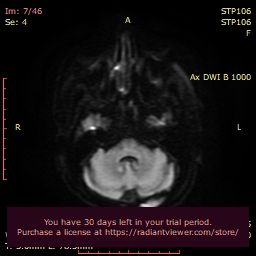 Im: 7/46
Se: 4
A
STP106
STP106
F
Ax DWI B 1000
R
L
You have 30 days left in your trial period.
Purchase a license at https://radiantviewer.com/store/